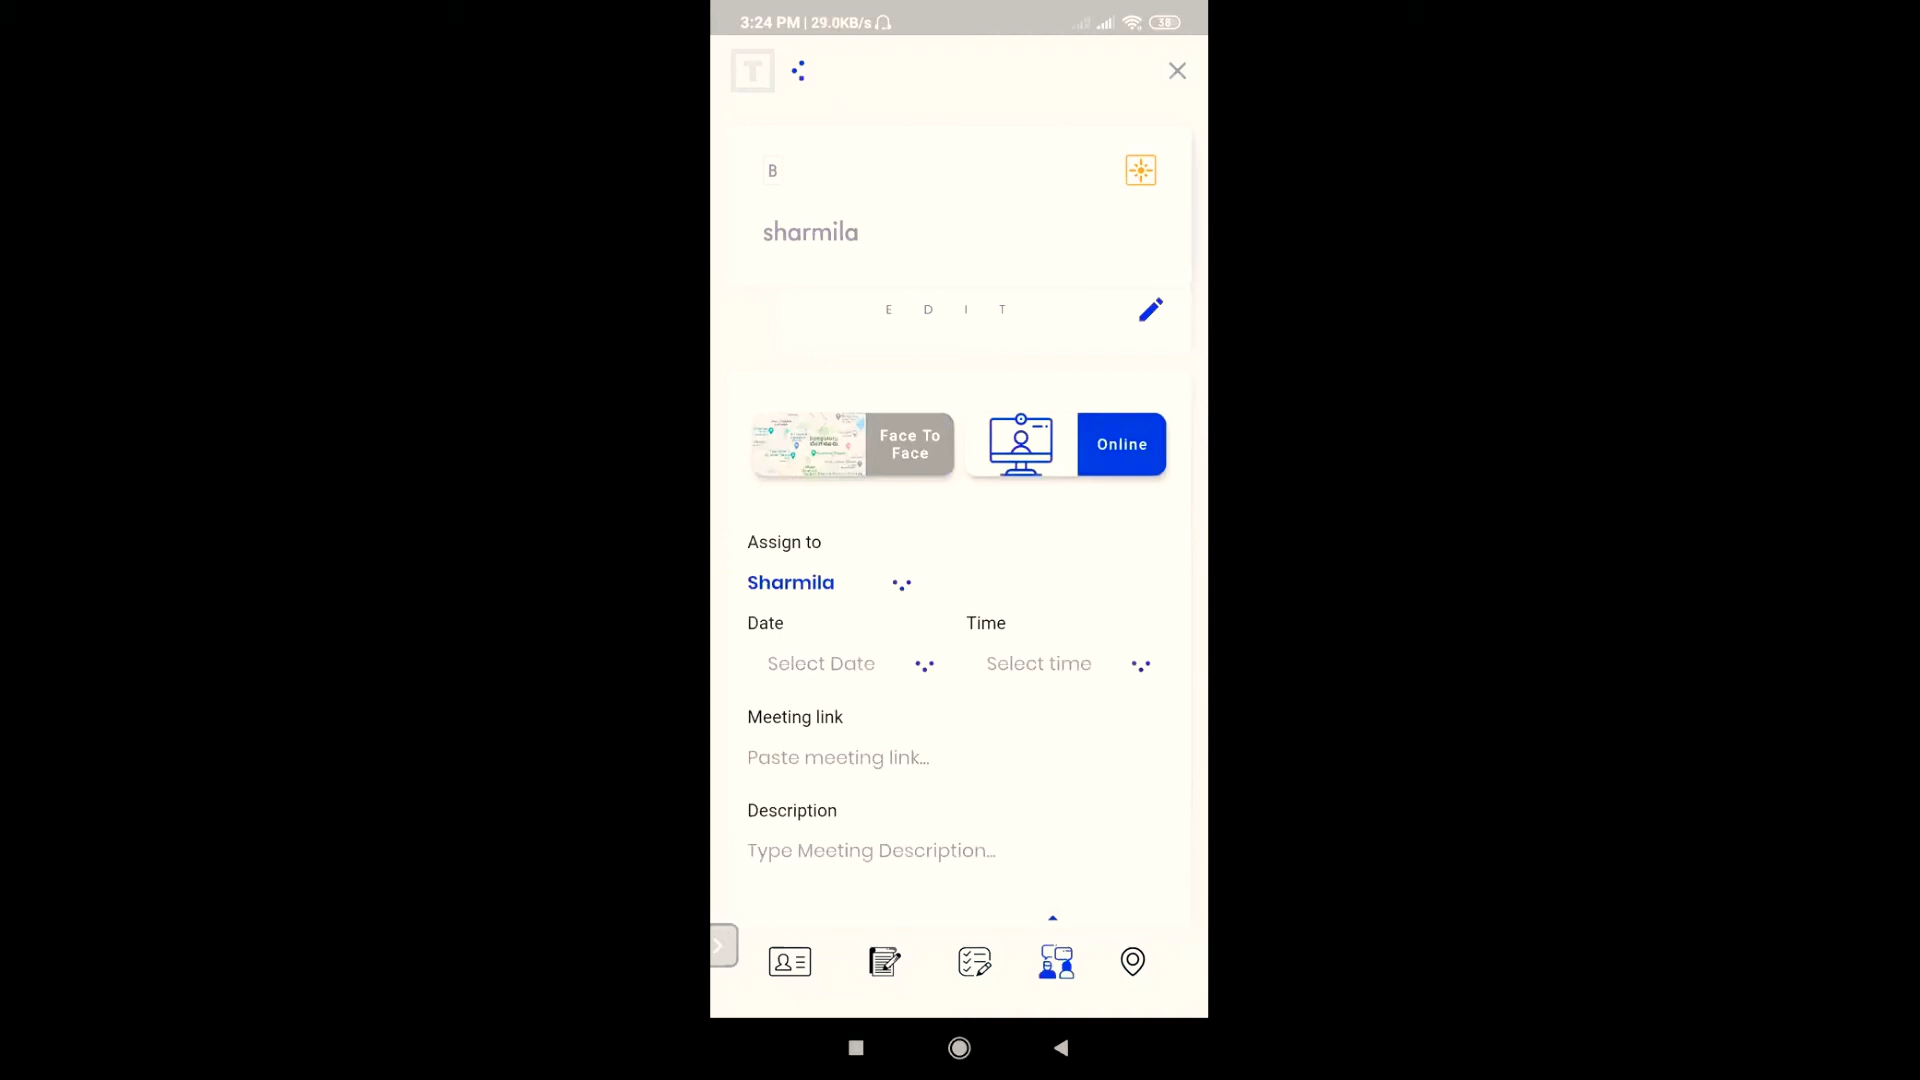 3:24 PM | 29.0KB/s 38
T
B
sharmila
E D I T
Face To
Face
Online
Assign to
Sharmila
Date Time
Select Date Select time
Meeting link
Paste meeting link...
Description
Type Meeting Description...